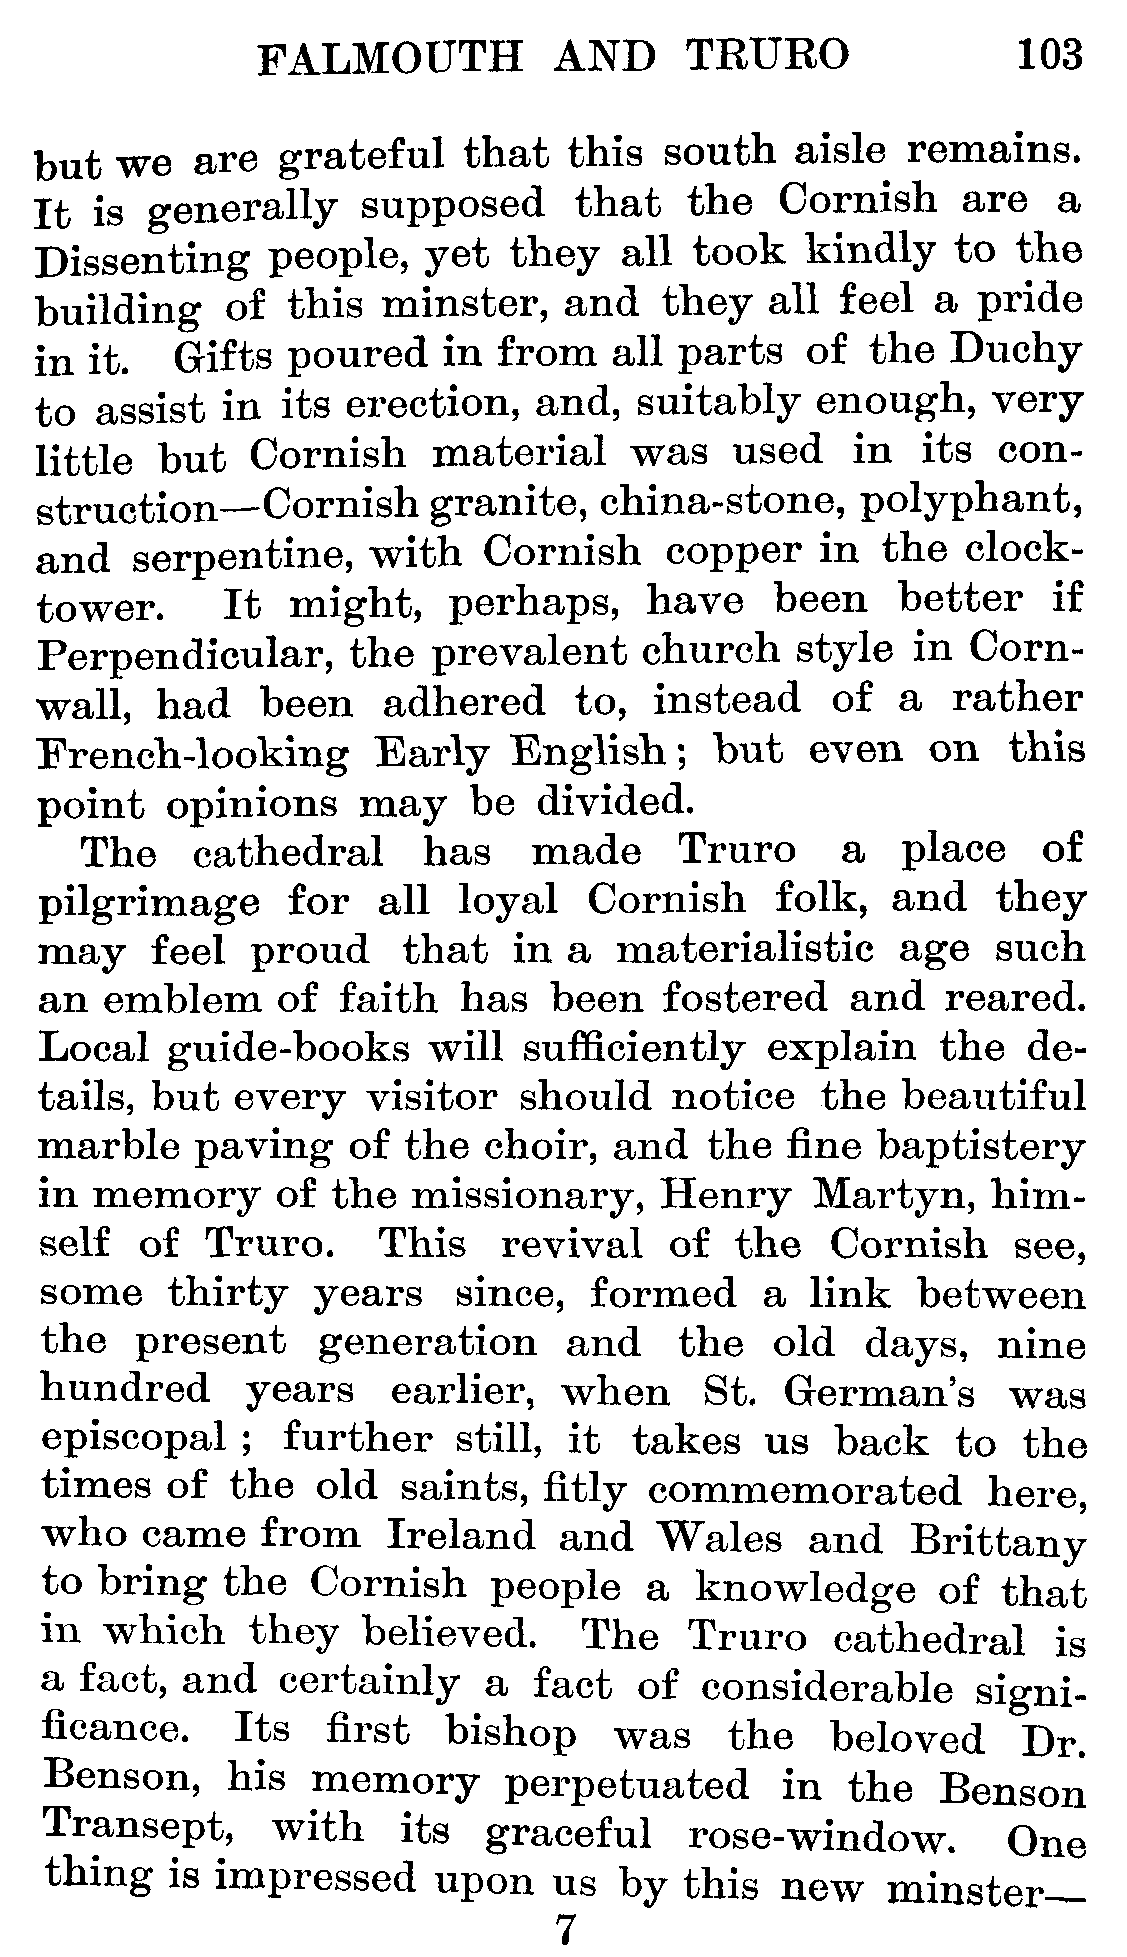 FALMOUTH AND TRURO 103
but we are grateful that this south aisle remains.
It is generally supposed that the Cornish are a
Dissenting people, yet they all took kindly to the
building of this minster, and they all feel a pride
in it. Gifts poured in from all parts of the Duchy
to assist in its erection, and, suitably enough, very
little but Cornish material was used in its con-
struction—Cornish granite, china-stone, polyphant,
and serpentine, with Cornish copper in the clock-
tower. It might, perhaps, have been better if
Perpendicular, the prevalent church style in Corn-
wall, had been adhered to, instead of a rather
French-looking Early English; but even on this
point opinions may be divided.
The cathedral has made Truro a place of
pilgrimage for all loyal Cornish folk, and they
may feel proud that in a materialistic age such
an emblem of faith has been fostered and reared.
Local guide-books will sufficiently explain the de-
tails, but every visitor should notice the beautiful
marble paving of the choir, and the fine baptistery
in memory of the missionary, Henry Martyn, him-
self of Truro. This revival of the Cornish see,
some thirty years since, formed a link between
the present generation and the old days, nine
hundred years earlier, when St. German's was
episcopal; further still, it takes us back to the
times of the old saints, fitly commemorated here,
who came from Ireland and Wales and Brittany
to bring the Cornish people a knowledge of that
in which they believed. The Truro cathedral is
a fact, and certainly a fact of considerable signi-
ficance. Its first bishop was the beloved Dr.
Benson, his memory perpetuated in the Benson
Transept, with its graceful rose-window. One
thing is impressed upon us by this new minster—
7